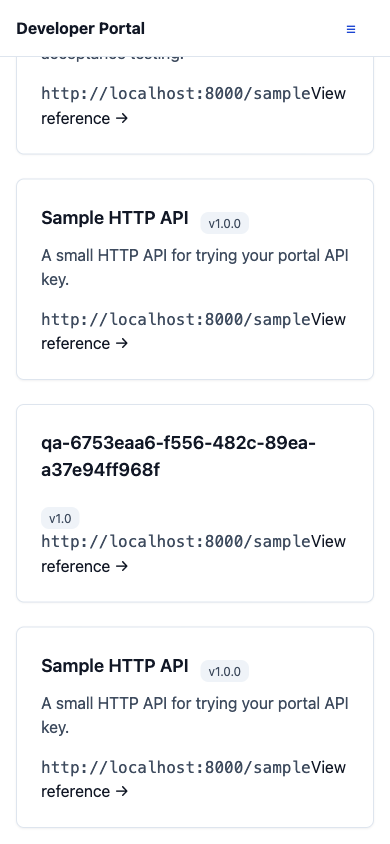 Developer Portal
≡
acceptance testing.
http://localhost:8000/sampleView
reference →
Sample HTTP API v1.0.0
A small HTTP API for trying your portal API
key.
http://localhost:8000/sampleView
reference →
qa-6753eaa6-f556-482c-89ea-
a37e94ff968f
v1.0
http://localhost:8000/sampleView
reference →
Sample HTTP API v1.0.0
A small HTTP API for trying your portal API
key.
http://localhost:8000/sampleView
reference →